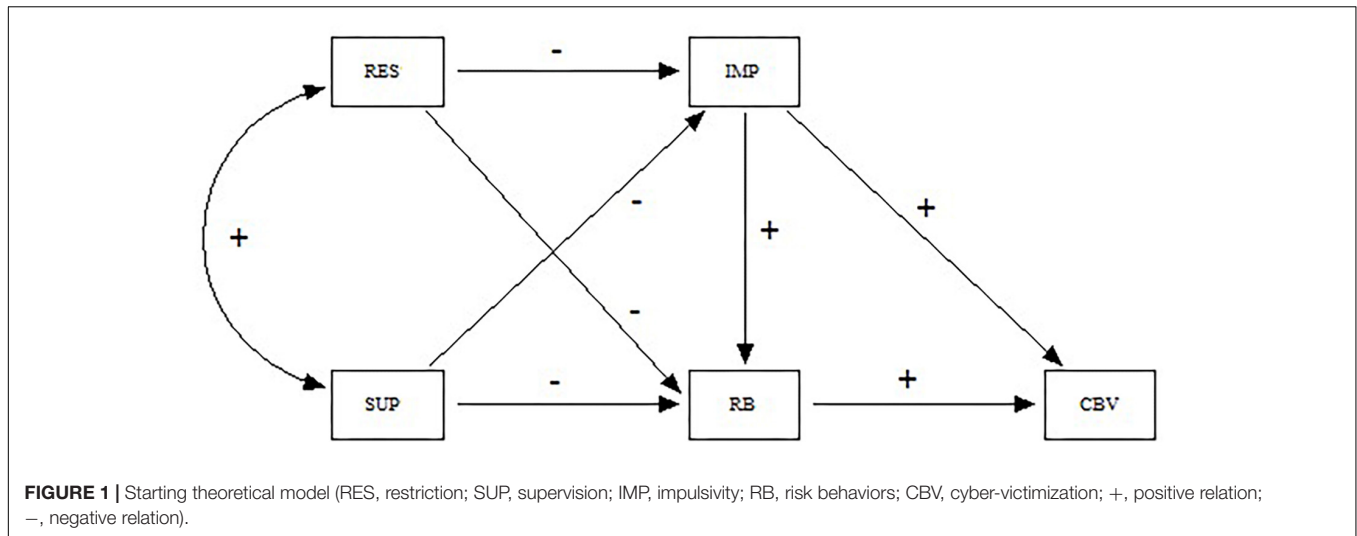 RES
-
IMP
+
-
+
+
-
SUP
-
RB
+
CBV
FIGURE 1 | Starting theoretical model (RES, restriction; SUP, supervision; IMP, impulsivity; RB, risk behaviors; CBV, cyber-victimization; +, positive relation;
−, negative relation).